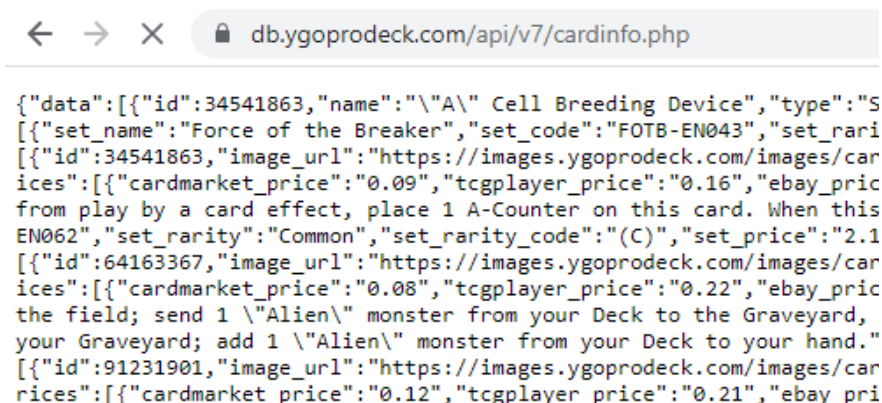 db.ygoprodeck.com/api/v7/cardinfo.php
{"data":[{"id":34541863,"name":"\"A\" Cell Breeding Device","type":"S
[{"set_name":"Force of the Breaker","set_code":"FOTB-EN043","set_rari
[{"id":34541863,"image_url":"https://images.ygoprodeck.com/images/car
ices":[{"cardmarket_price":"0.09","tcgplayer_price":"0.16","ebay_pric
from play by a card effect, place 1 A-Counter on this card. When this
EN062","set_rarity":"Common","set_rarity_code":"(C)","set_price":"2.1
[{"id":64163367,"image_url":"https://images.ygoprodeck.com/images/car
ices":[{"cardmarket_price":"0.08","tcgplayer_price":"0.22","ebay_pric
the field; send 1 \"Alien\" monster from your Deck to the Graveyard,
your Graveyard; add 1 \"Alien\" monster from your Deck to your hand."
[{"id":91231901,"image_url":"https://images.ygoprodeck.com/images/car
rices":[{"cardmarket_price":"0.12","tcgplayer_price":"0.21","ebay_pri